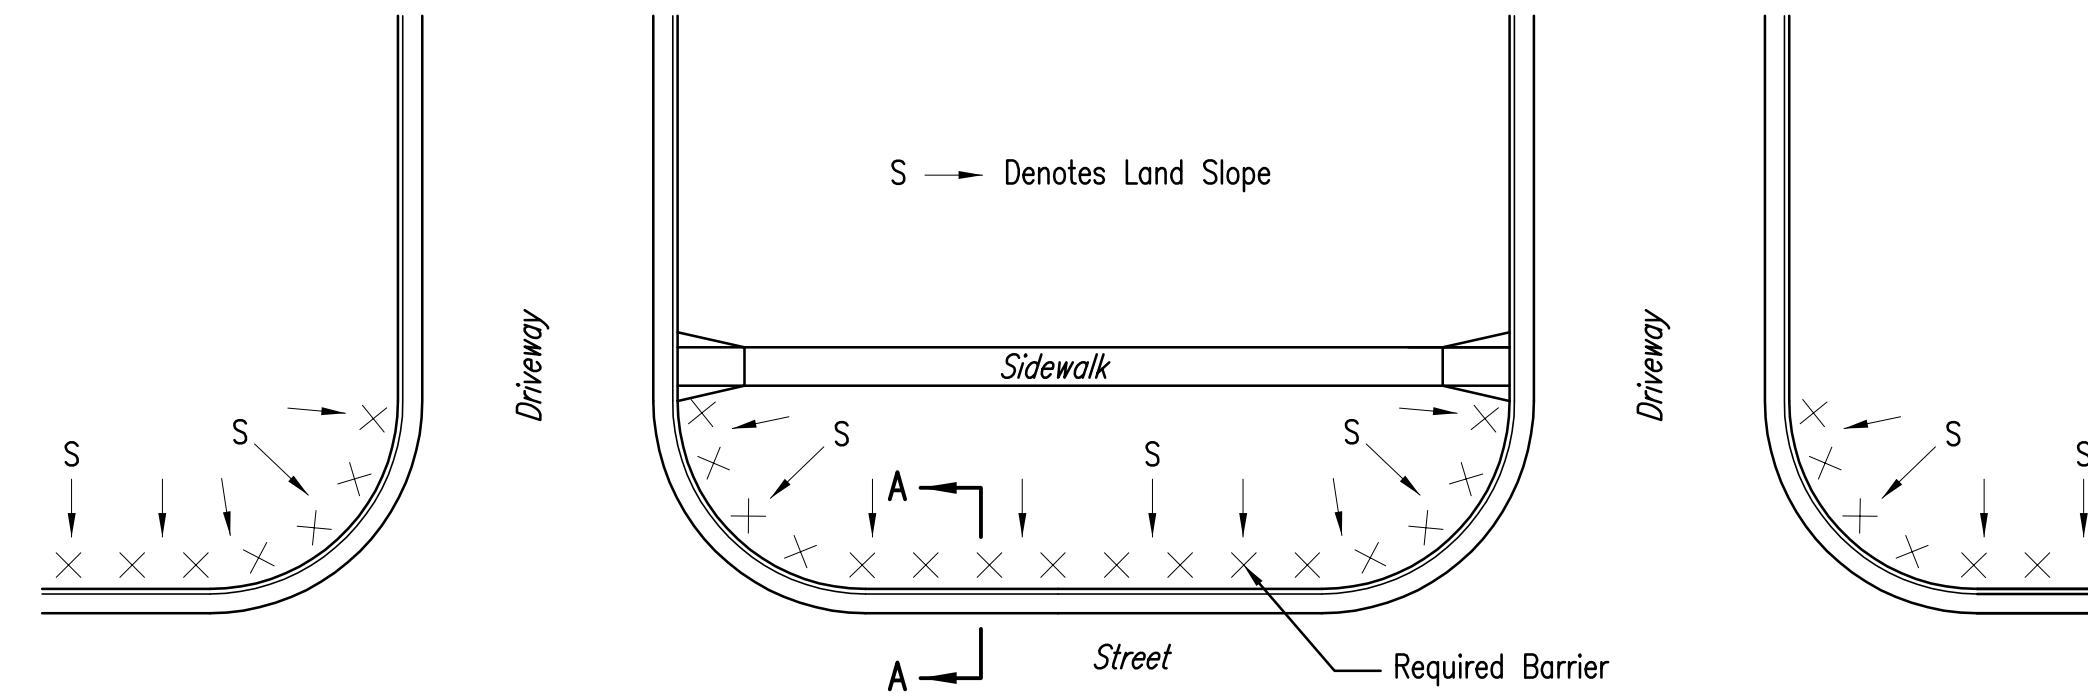 S → Denotes Land Slope
Driveway
Driveway
Sidewalk
S
S
S
S
S
S
S
A
A
Street
Required Barrier